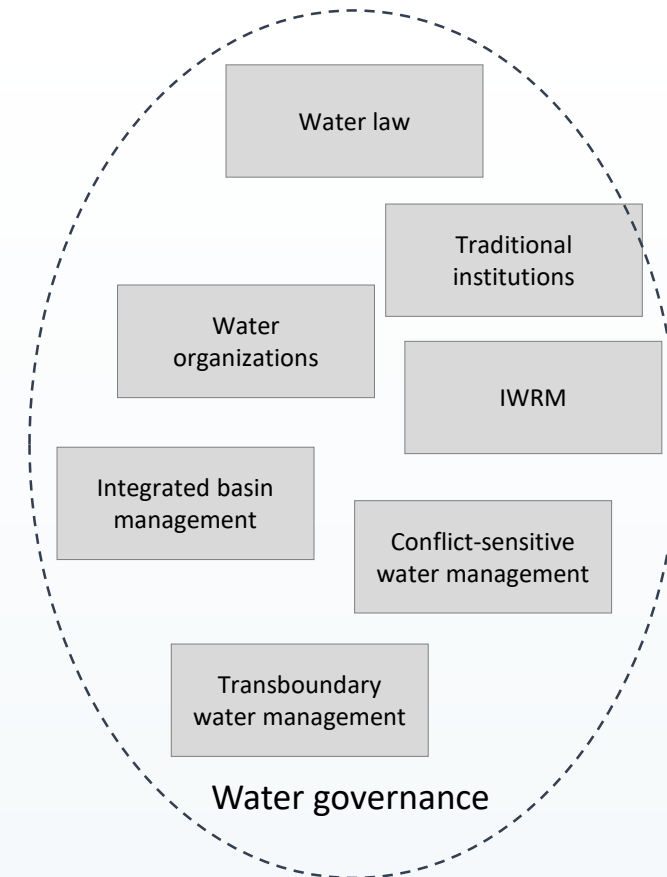 Water law
Traditional
institutions
Water
organizations
IWRM
Integrated basin
management
Conflict-sensitive
water management
Transboundary
water management
Water governance